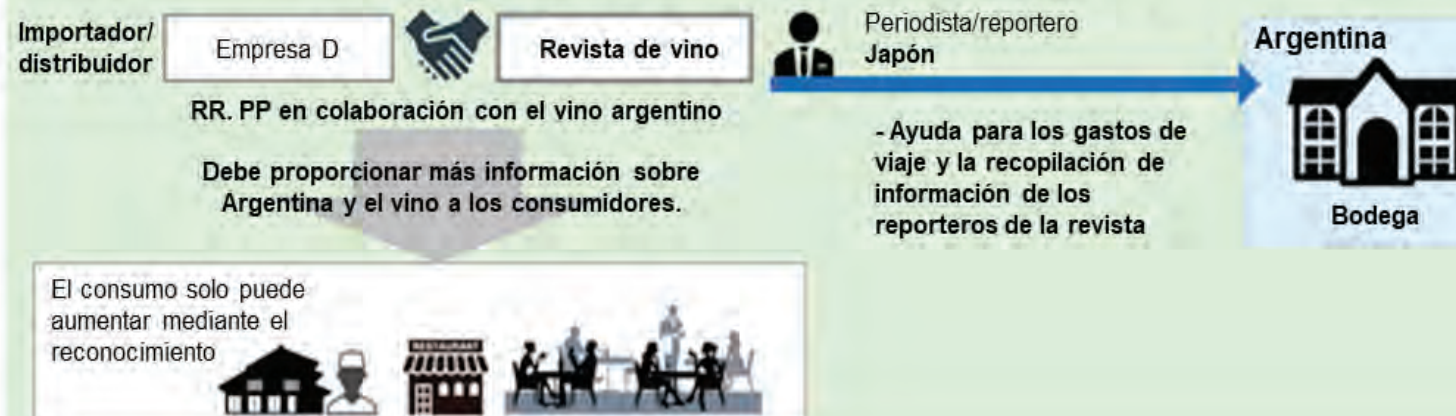 Importador/
distribuidor
Empresa D
Revista de vino
RR. PP en colaboración con el vino argentino
Debe proporcionar más información sobre
Argentina y el vino a los consumidores.
El consumo solo puede
aumentar mediante el
reconocimiento
RESTAURANT
Periodista/reportero
Japón
- Ayuda para los gastos de
viaje y la recopilación de
información de los
reporteros de la revista
Argentina
Bodega